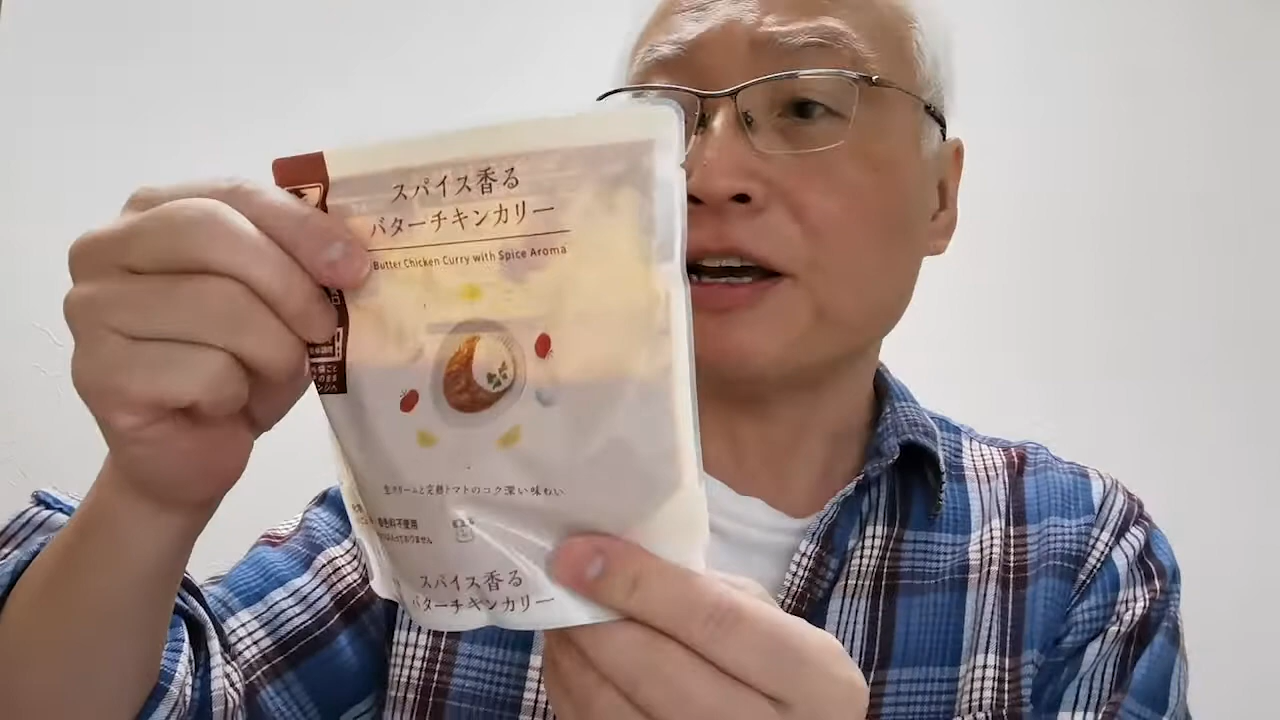 スパイス香る
バターチキンカリー
Butter Chicken Curry with Spice Aroma
生クリームと完熟トマトのコク深い味わい
着色料不使用
スパイス香る
バターチキンカリー